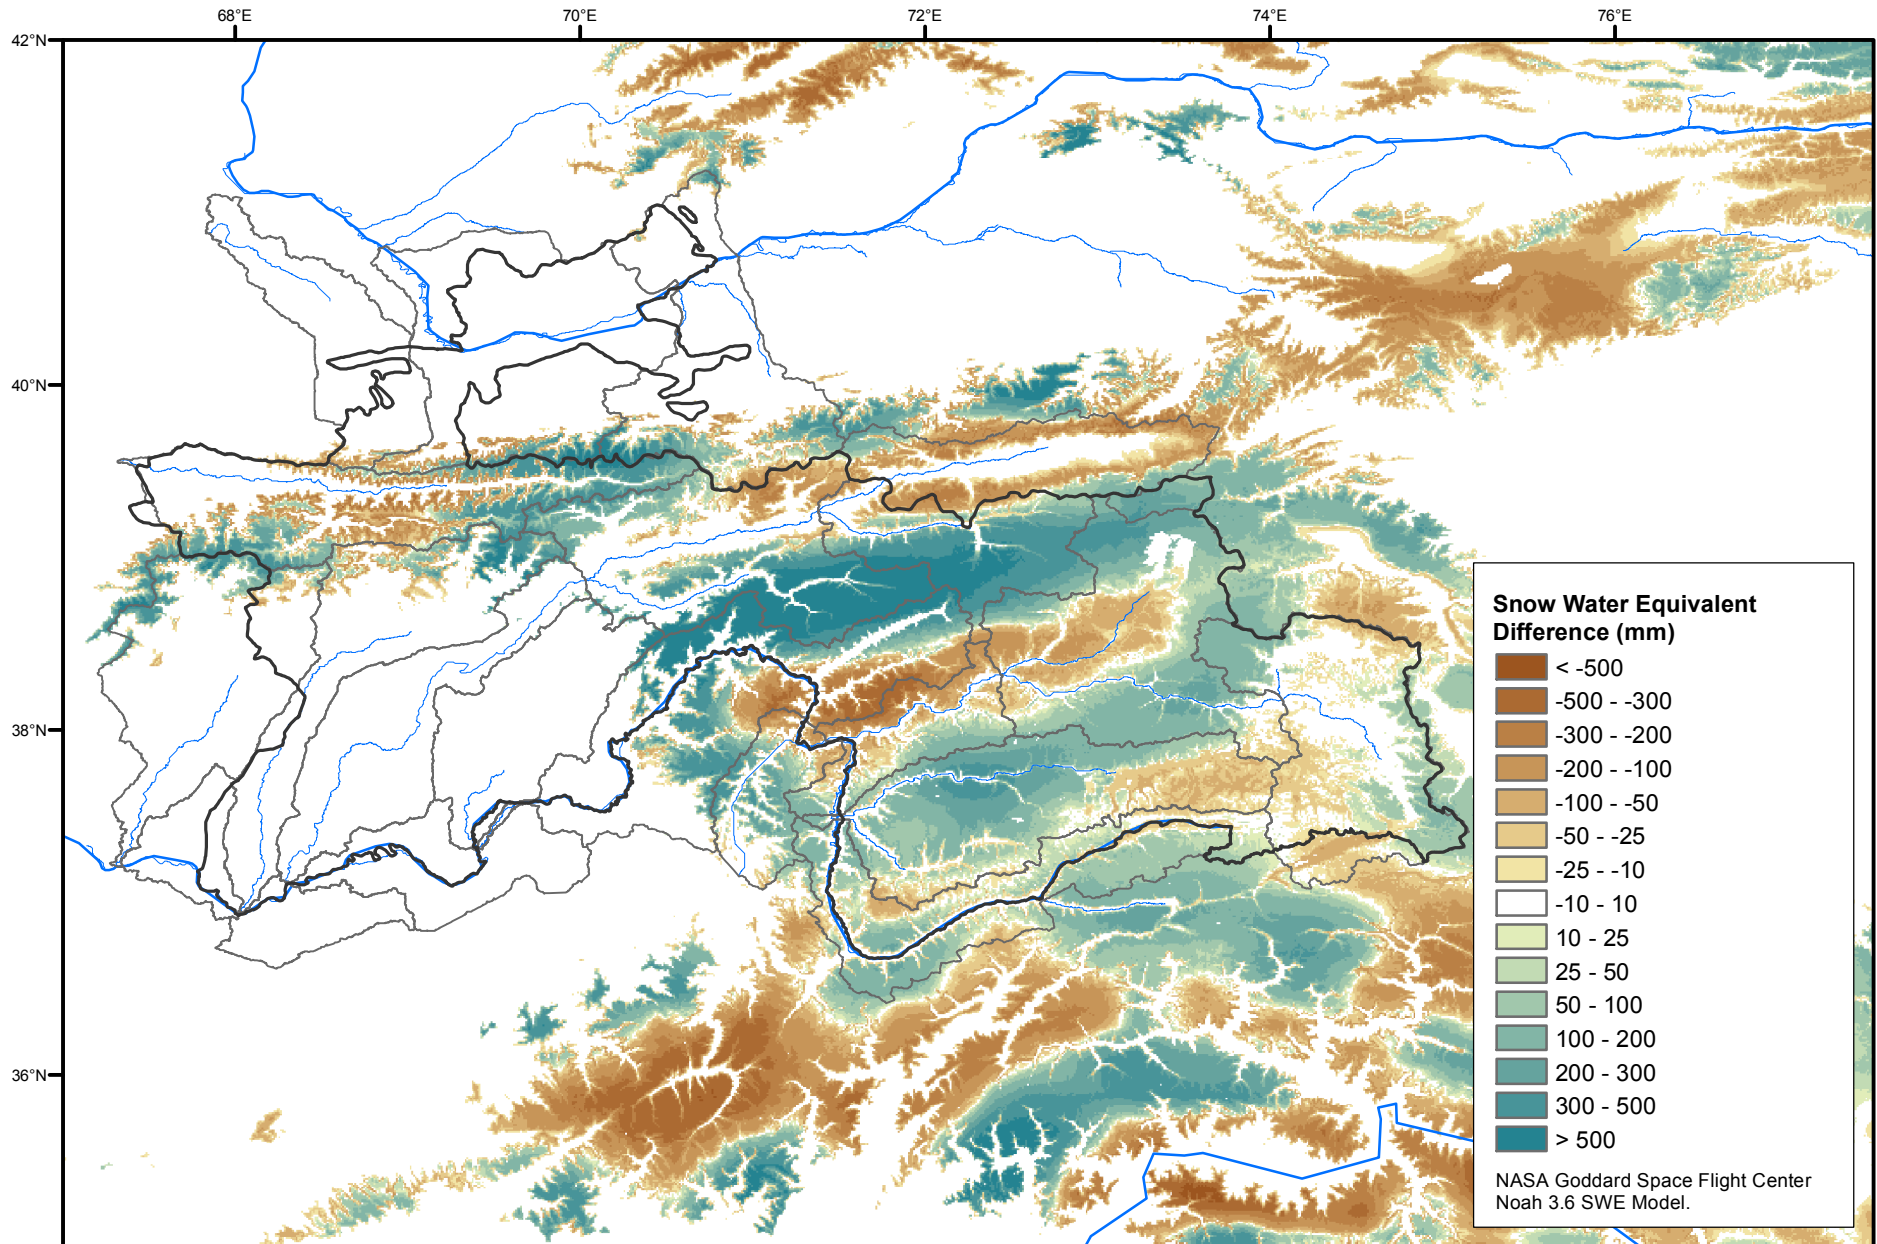 68°E
70°E
72°E
74°E
76°E
42°N
40°N
38°N
36°N
Snow Water Equivalent
Difference (mm)
< -500
-500 - -300
-300 - -200
-200 - -100
-100 - -50
-50 - -25
-25 - -10
-10 - 10
10 - 25
25 - 50
50 - 100
100 - 200
200 - 300
300 - 500
> 500
NASA Goddard Space Flight Center
Noah 3.6 SWE Model.